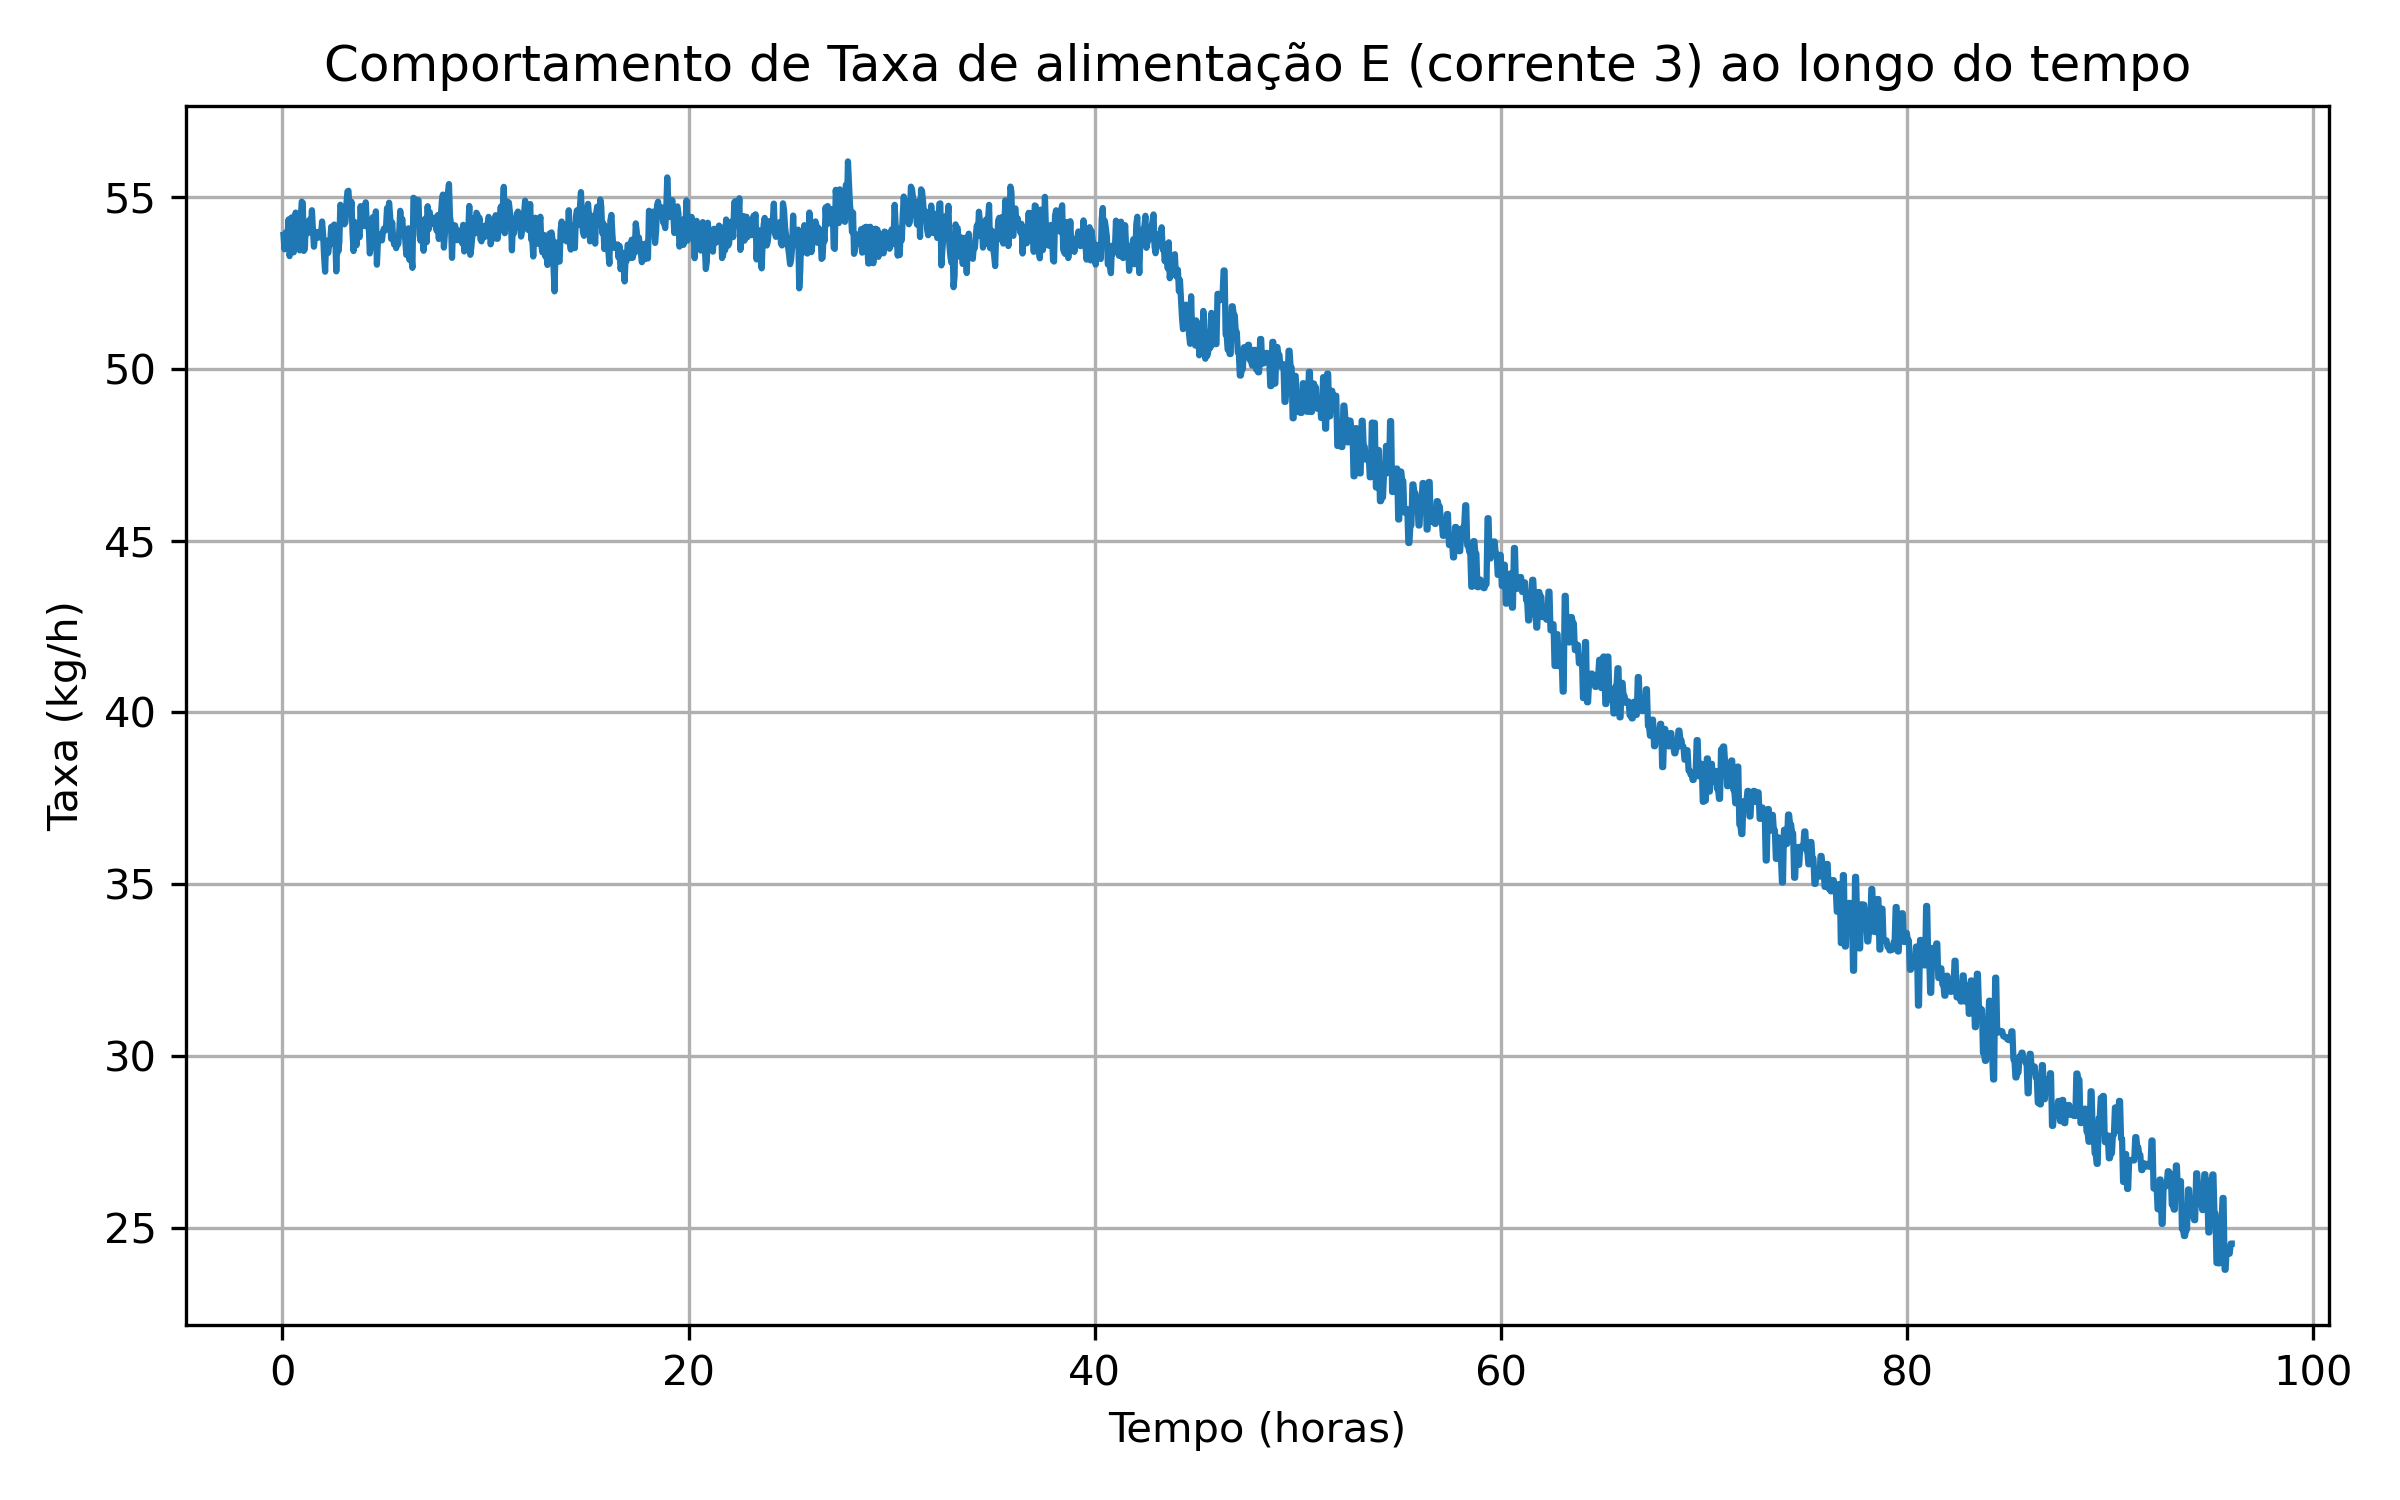 Comportamento de Taxa de alimentação E (corrente 3) ao longo do tempo
55
50
45
40
35
30
25
Taxa (kg/h)
0 20 40 60 80 100
Tempo (horas)